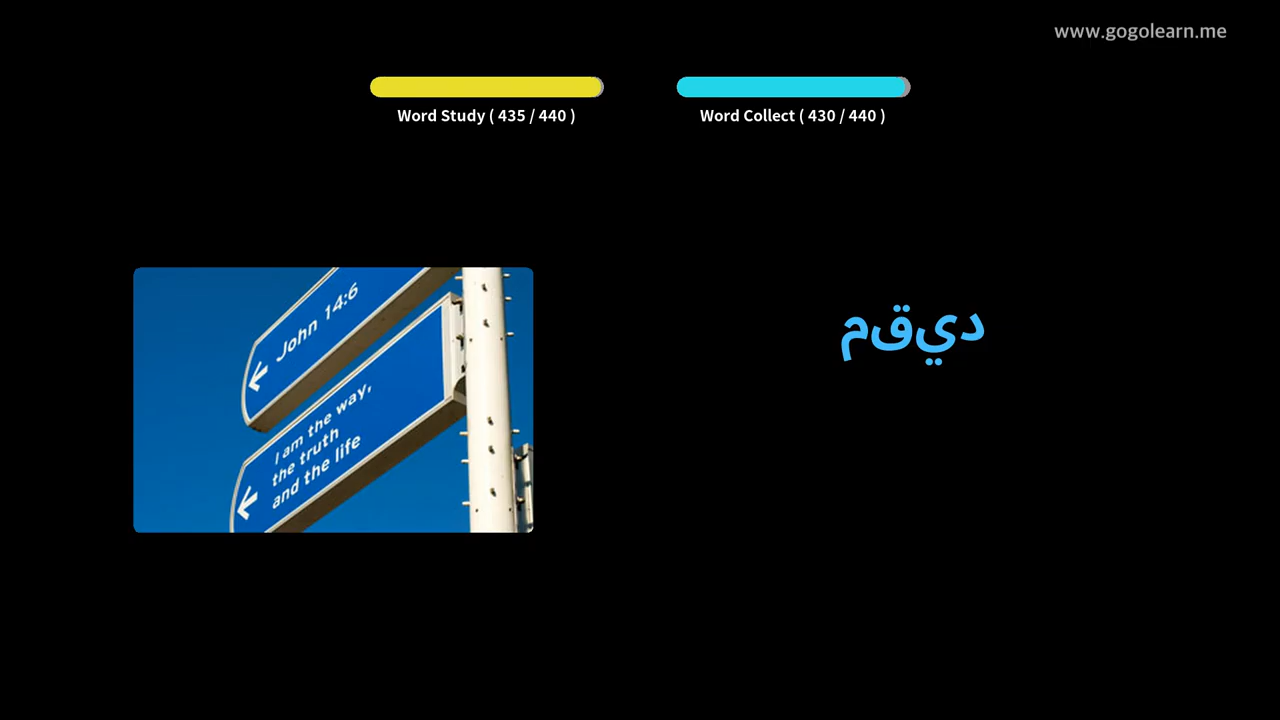 www.gogolearn.me
Word Study ( 435 / 440 )
Word Collect ( 430 / 440 )
John 14:6
I am the way,
the truth
and the life
ديقم